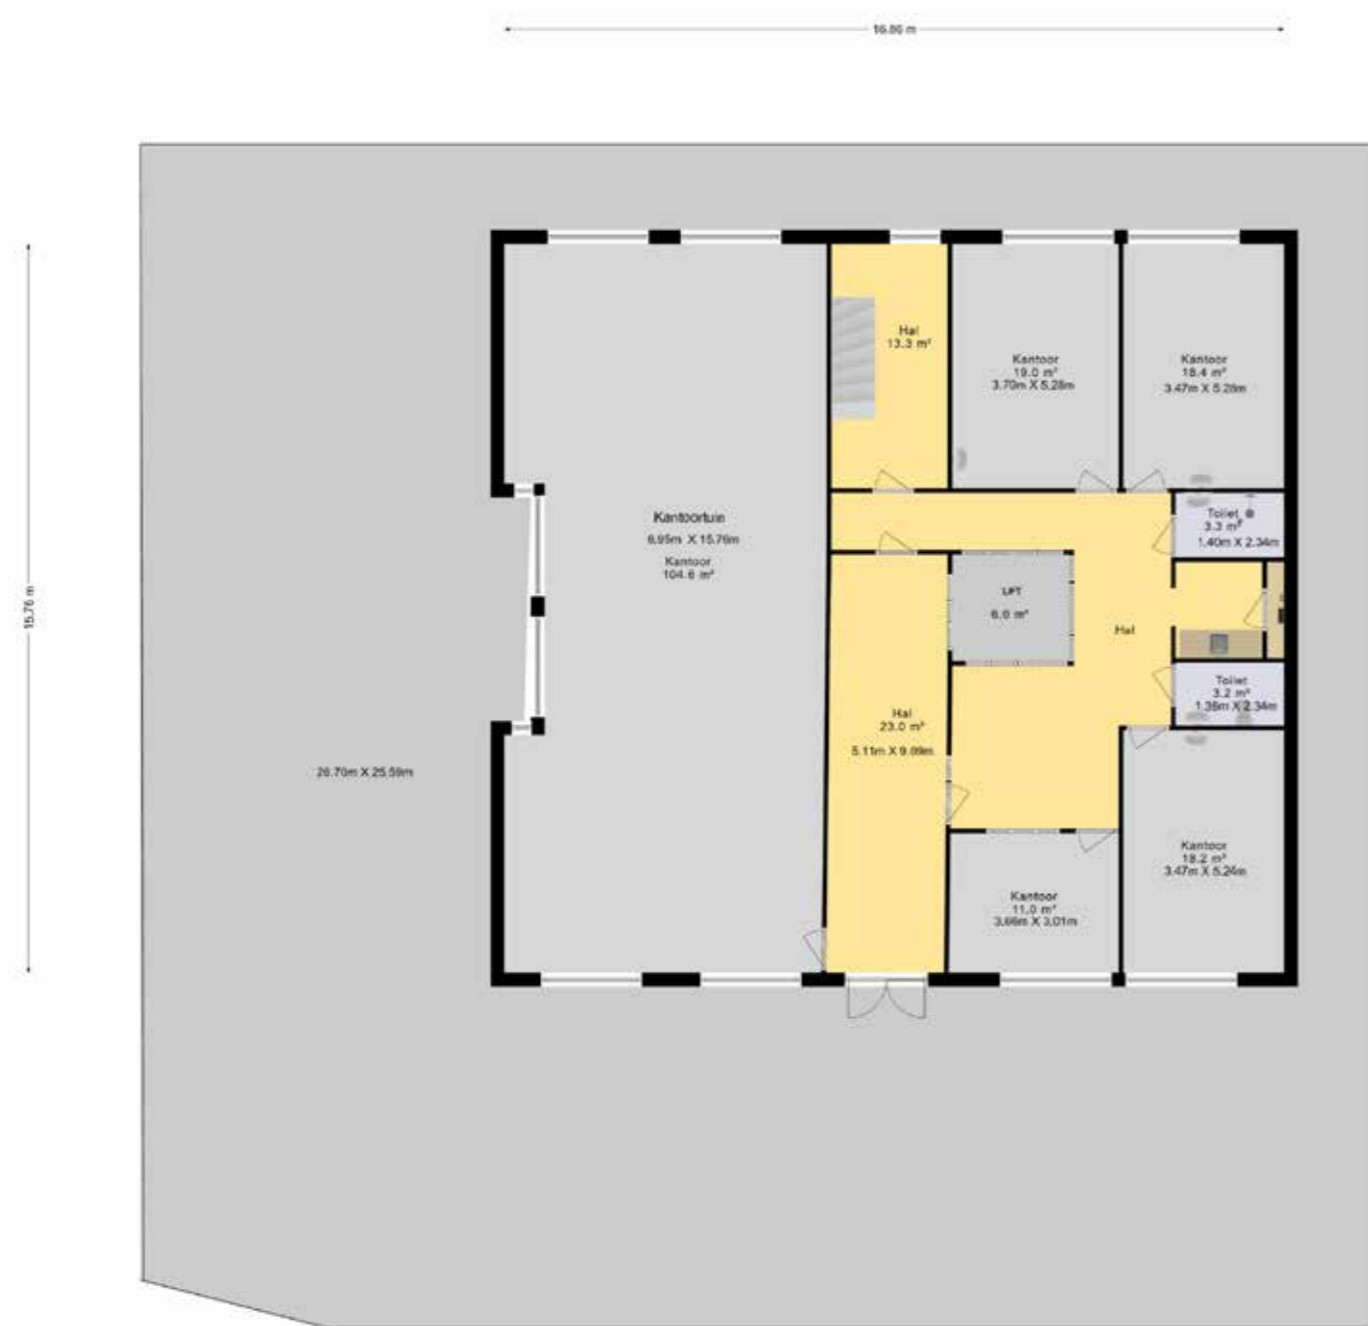 16.86 m
15.76 m
Hal
13.3 m²
Kantoor
19.0 m²
3.70m X 5.28m
Kantoor
18.4 m²
3.47m X 5.28m
Kantoortuin
6.95m X 15.76m
Kantoor
104.6 m²
Toilet
3.3 m²
1.40m X 2.34m
LIFT
6.0 m²
Hal
Toilet
3.2 m²
1.36m X 2.34m
Hal
23.0 m²
5.11m X 9.09m
26.70m X 25.59m
Kantoor
18.2 m²
3.47m X 5.24m
Kantoor
11.0 m²
3.66m X 3.01m